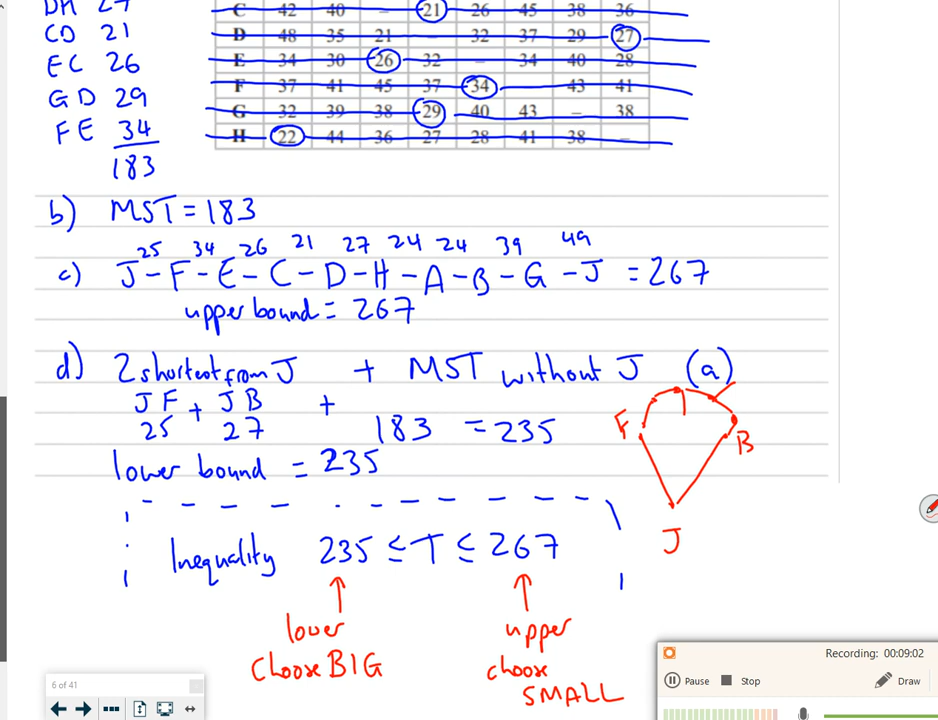 DH 27
CD 21
EC 26
GD 29
FE 34
183
C 42 40 – 21 26 45 38 36
D 48 35 21 32 37 29 27
E 34 30 26 32 – 34 40 28
F 37 41 45 37 34 43 41
G 32 39 38 29 40 43 – 38
H 22 44 36 27 28 41 38 –
b) MST = 183
25 34 26 21 27 24 24 39 49
c) J – F – E – C – D – H – A – B – G – J = 267
upper bound = 267
d) 2 shortest from J + MST without J (a)
JF + JB +
25 27 183 = 235
lower bound = 235
F
B
J
Inequality 235 ≤ T ≤ 267
lower upper
choose BIG choose
SMALL
Recording: 00:09:02
Pause Stop Draw
6 of 41